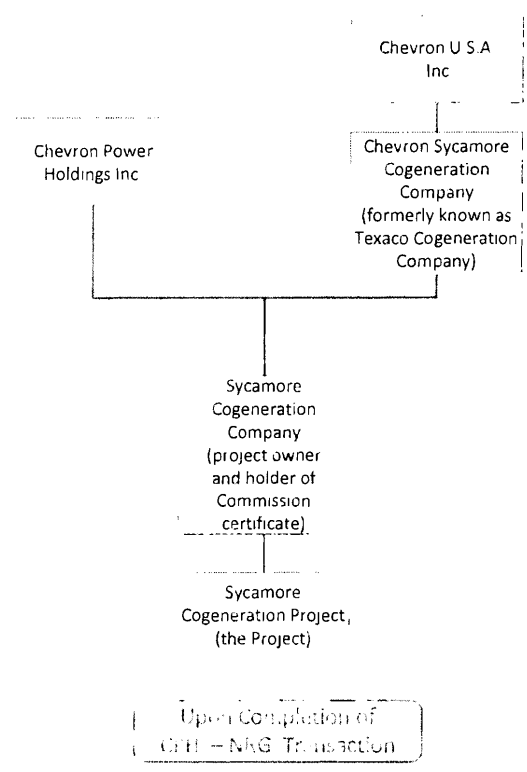 Chevron U S.A
Inc
Chevron Power
Holdings Inc
Chevron Sycamore
Cogeneration
Company
(formerly known as
Texaco Cogeneration
Company)
Sycamore
Cogeneration
Company
(project owner
and holder of
Commission
certificate)
Sycamore
Cogeneration Project,
(the Project)
Upon Completion of
– NRG Transaction